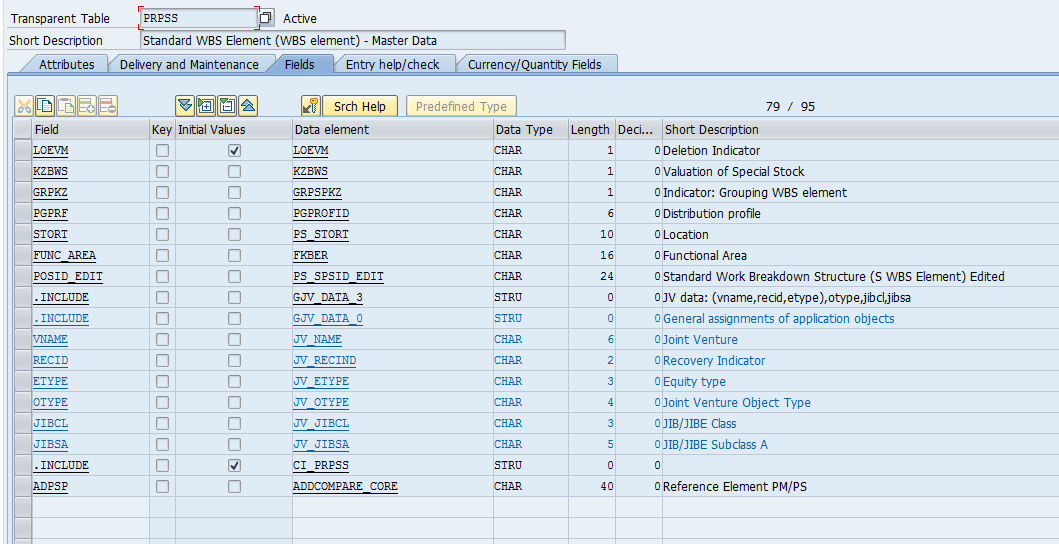 Transparent Table PRPSS Active
Short Description Standard WBS Element (WBS element) - Master Data
Attributes Delivery and Maintenance Fields Entry help/check Currency/Quantity Fields
Srch Help Predefined Type 79 / 95
Field Key Initial Values Data element Data Type Length Deci... Short Description
LOEVM LOEVM CHAR 1 0 Deletion Indicator
KZBWS KZBWS CHAR 1 0 Valuation of Special Stock
GRPKZ GRPSPKZ CHAR 1 0 Indicator: Grouping WBS element
PGPRF PGPROFID CHAR 6 0 Distribution profile
STORT PS_STORT CHAR 10 0 Location
FUNC_AREA FKBER CHAR 16 0 Functional Area
POSID_EDIT PS_SPSID_EDIT CHAR 24 0 Standard Work Breakdown Structure (S WBS Element) Edited
.INCLUDE GJV_DATA_3 STRU 0 0 JV data: (vname,recid,etype),otype,jibcl,jibsa
.INCLUDE GJV_DATA_0 STRU 0 0 General assignments of application objects
VNAME JV_NAME CHAR 6 0 Joint Venture
RECID JV_RECIND CHAR 2 0 Recovery Indicator
ETYPE JV_ETYPE CHAR 3 0 Equity type
OTYPE JV_OTYPE CHAR 4 0 Joint Venture Object Type
JIBCL JV_JIBCL CHAR 3 0 JIB/JIBE Class
JIBSA JV_JIBSA CHAR 5 0 JIB/JIBE Subclass A
.INCLUDE CI_PRPSS STRU 0 0
ADPSP ADDCOMPARE_CORE CHAR 40 0 Reference Element PM/PS